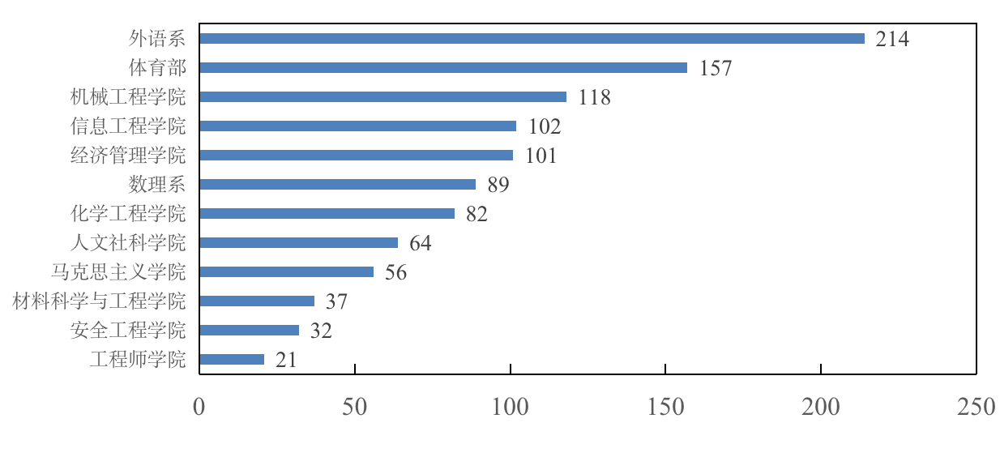 外语系 214
体育部 157
机械工程学院 118
信息工程学院 102
经济管理学院 101
数理系 89
化学工程学院 82
人文社科学院 64
马克思主义学院 56
材料科学与工程学院 37
安全工程学院 32
工程师学院 21
0 50 100 150 200 250